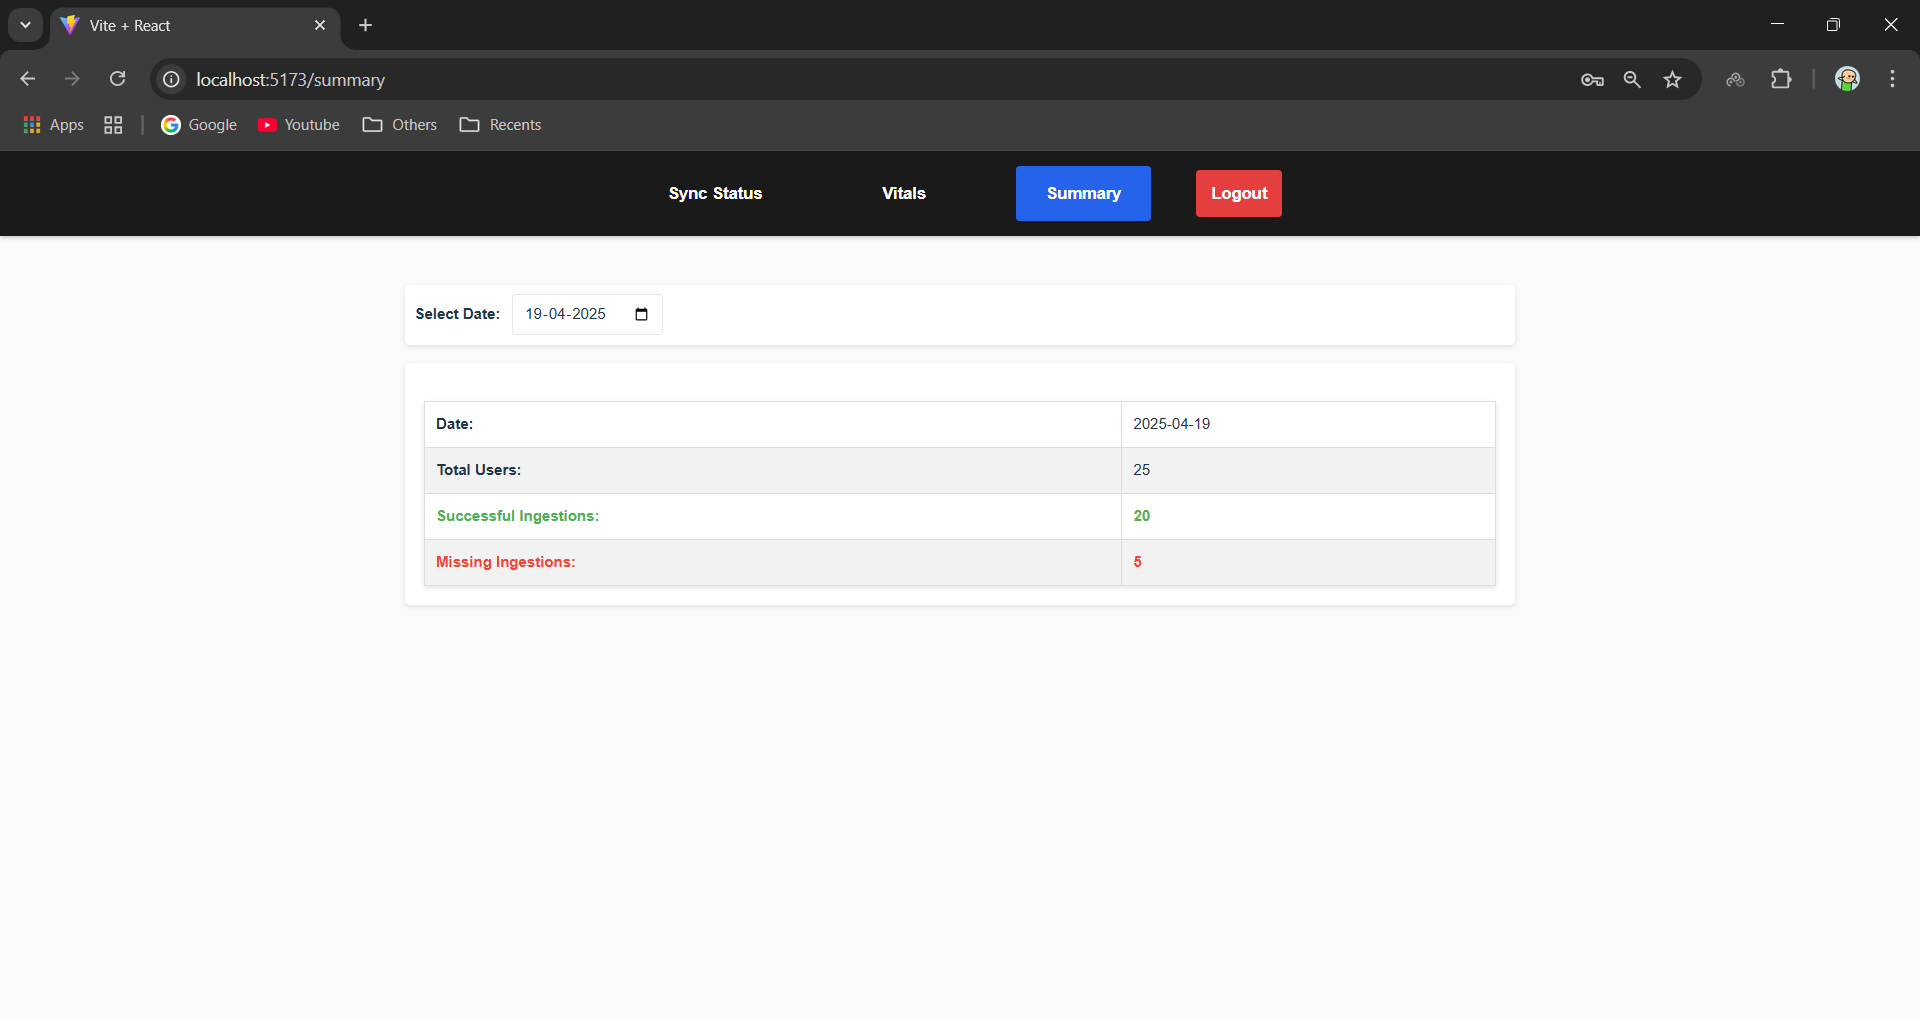 Vite + React
localhost:5173/summary
Apps Google Youtube Others Recents
Sync Status Vitals Summary Logout
Select Date: 19-04-2025
Date: 2025-04-19
Total Users: 25
Successful Ingestions: 20
Missing Ingestions: 5